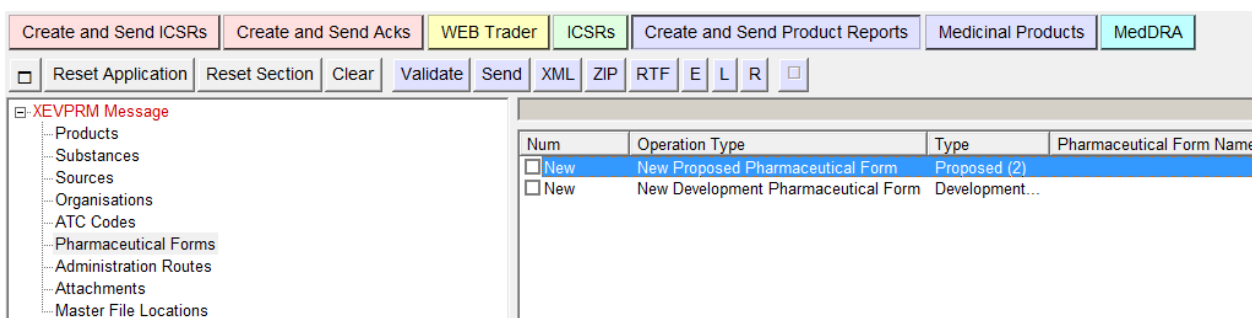 Create and Send ICSRs Create and Send Acks WEB Trader ICSRs Create and Send Product Reports Medicinal Products MedDRA
Reset Application Reset Section Clear Validate Send XML ZIP RTF E L R
XEVPRM Message
Products
Substances
Sources
Organisations
ATC Codes
Pharmaceutical Forms
Administration Routes
Attachments
Master File Locations
Num Operation Type Type Pharmaceutical Form Name
New New Proposed Pharmaceutical Form Proposed (2)
New New Development Pharmaceutical Form Development...